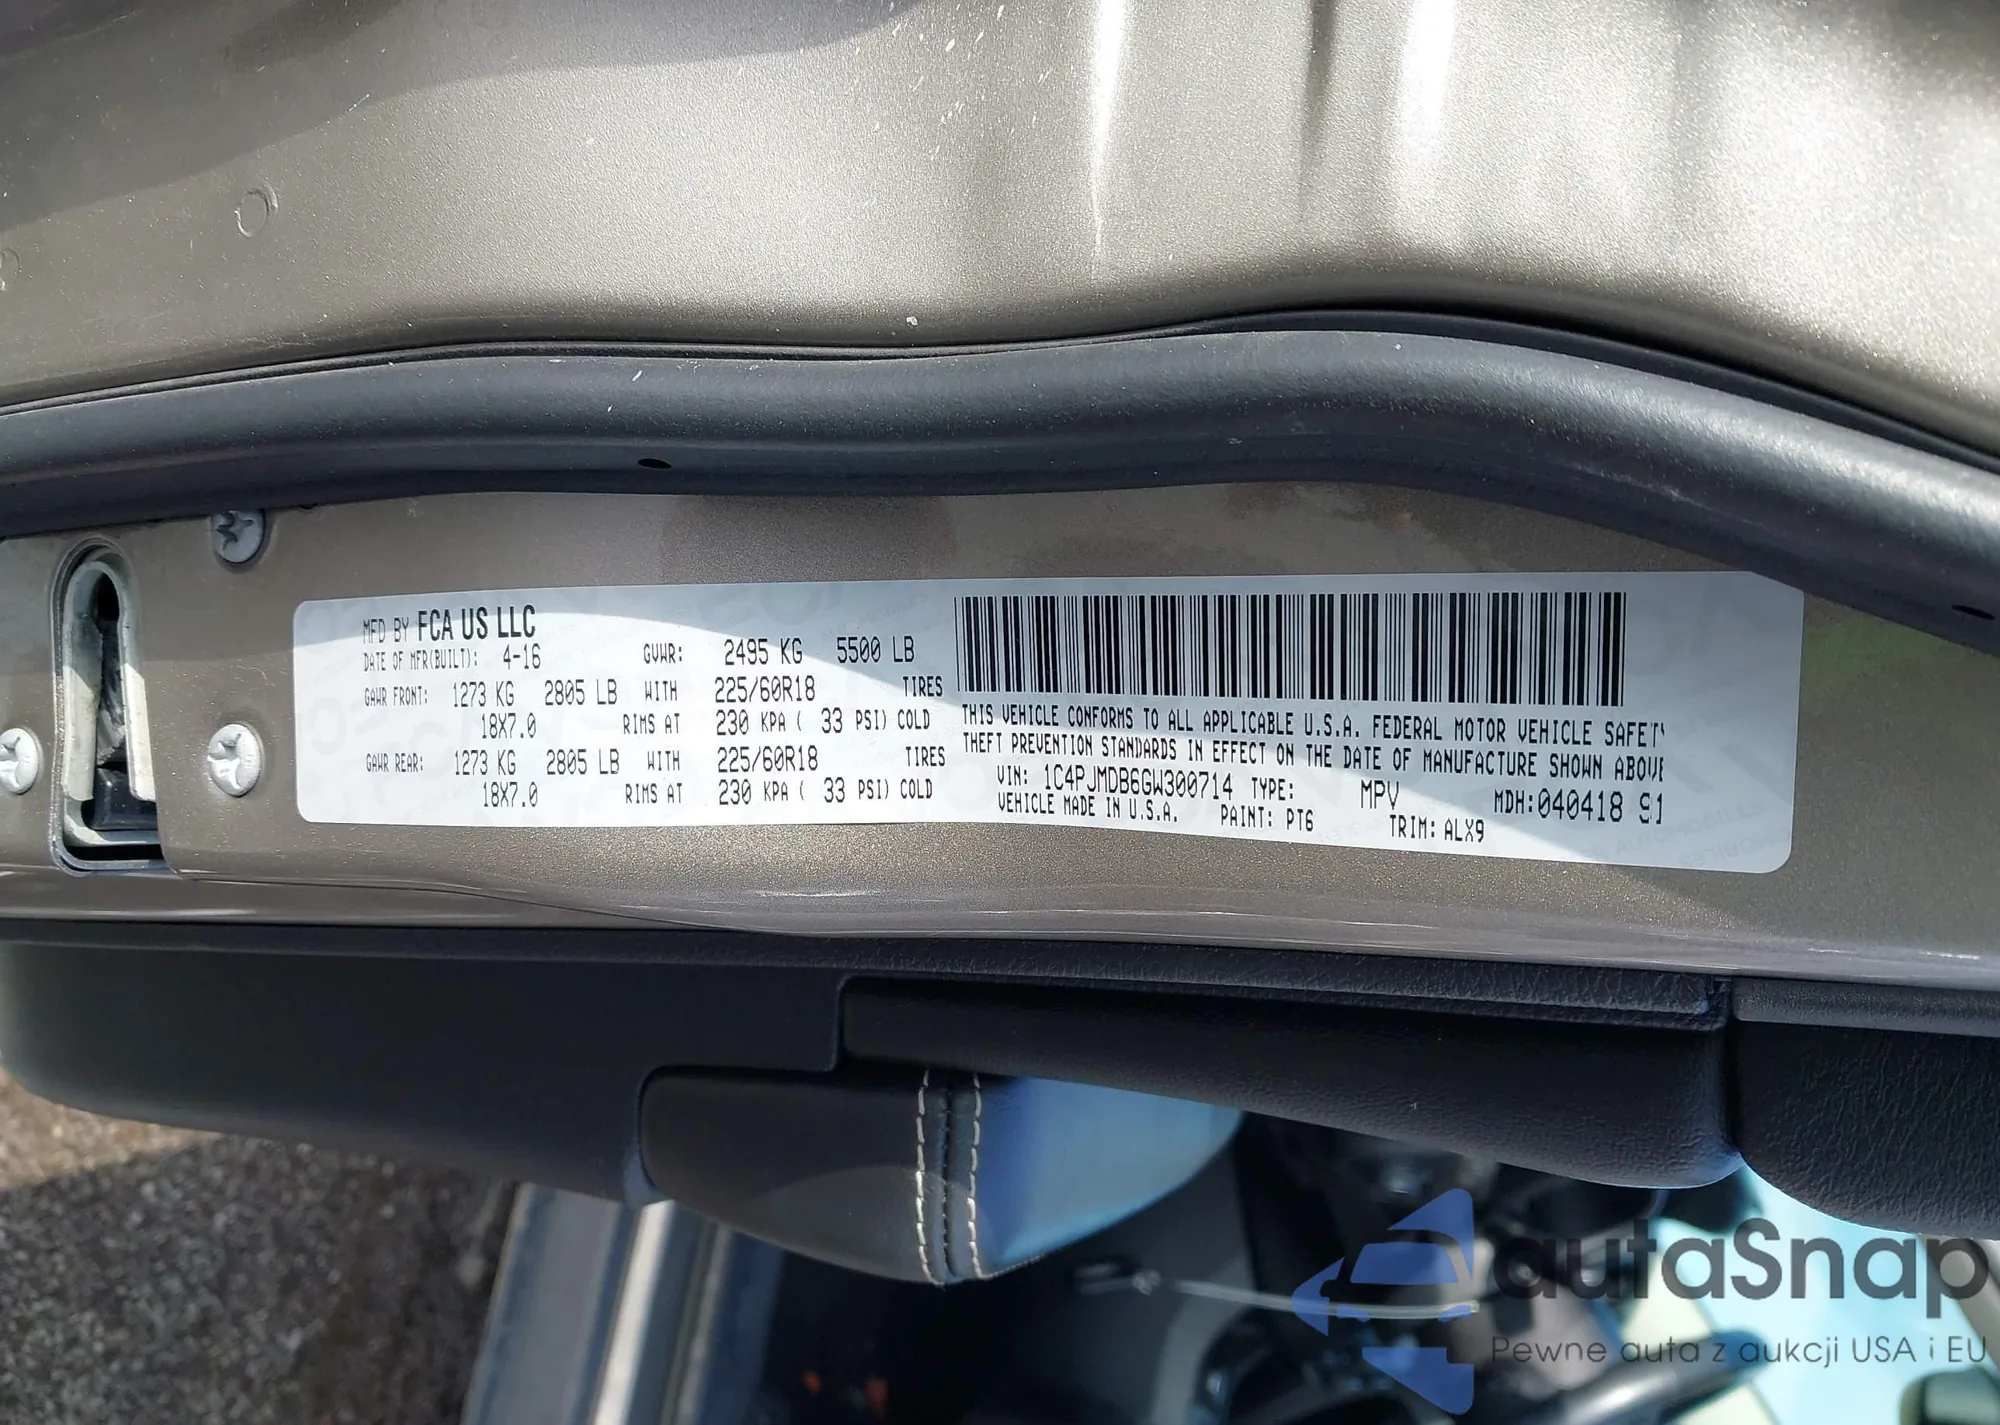 MFD BY FCA US LLC
DATE OF MFR(BUILT): 4-16 GVWR: 2495 KG 5500 LB
GAWR FRONT: 1273 KG 2805 LB WITH 225/60R18 TIRES
18X7.0 RIMS AT 230 KPA ( 33 PSI) COLD
GAWR REAR: 1273 KG 2805 LB WITH 225/60R18 TIRES
18X7.0 RIMS AT 230 KPA ( 33 PSI) COLD
THIS VEHICLE CONFORMS TO ALL APPLICABLE U.S.A. FEDERAL MOTOR VEHICLE SAFETY
THEFT PREVENTION STANDARDS IN EFFECT ON THE DATE OF MANUFACTURE SHOWN ABOVE
VIN: 1C4PJMDB6GW300714 TYPE: MPV MDH: 040418 91
VEHICLE MADE IN U.S.A. PAINT: PT6 TRIM: ALX9
autaSnap
Pewne auta z aukcji USA i EU